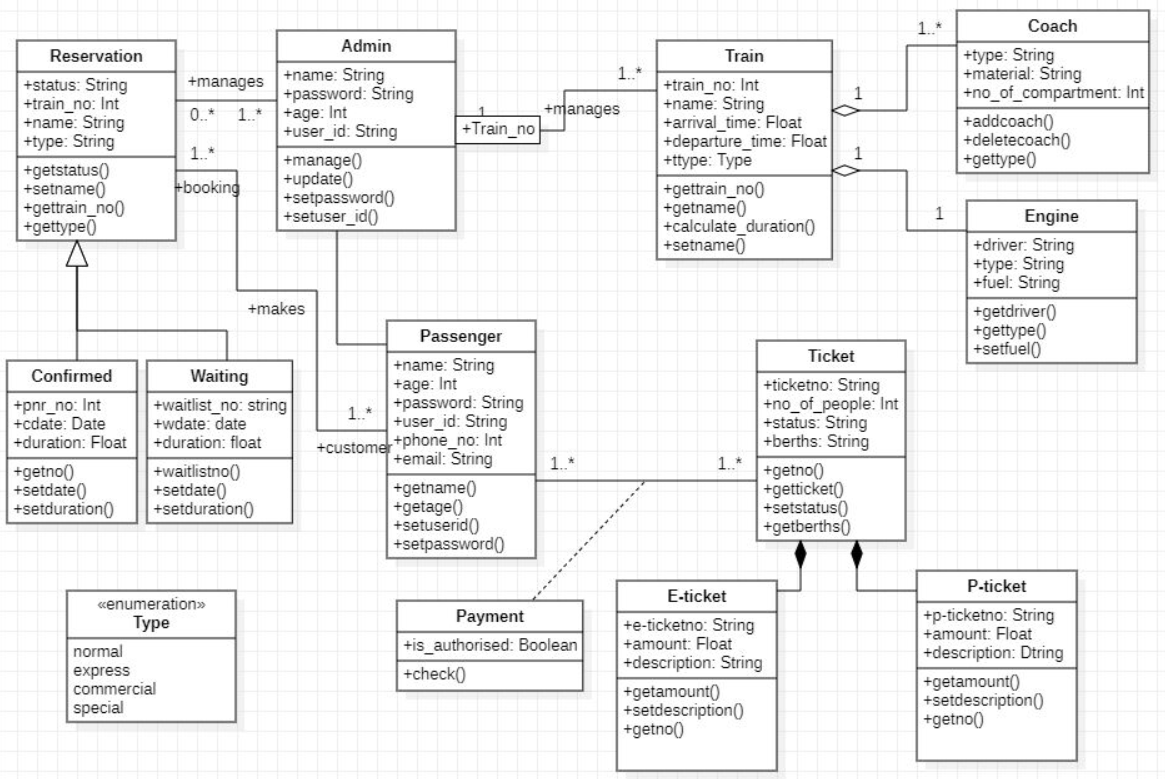 Reservation
+status: String
+train_no: Int
+name: String
+type: String
+getstatus()
+setname()
+gettrain_no()
+gettype()
+manages
0..*
1..*
Admin
+name: String
+password: String
+age: Int
+user_id: String
+manage()
+update()
+setpassword()
+setuser_id()
1
+Train_no
+manages
1..*
Train
+train_no: Int
+name: String
+arrival_time: Float
+departure_time: Float
+ttype: Type
+gettrain_no()
+getname()
+calculate_duration()
+setname()
1
1..*
Coach
+type: String
+material: String
+no_of_compartment: Int
+addcoach()
+deletecoach()
+gettype()
1
1
Engine
+driver: String
+type: String
+fuel: String
+getdriver()
+gettype()
+setfuel()
1..*
+booking
+makes
1..*
+customer
Confirmed
+pnr_no: Int
+cdate: Date
+duration: Float
+getno()
+setdate()
+setduration()
Waiting
+waitlist_no: string
+wdate: date
+duration: float
+waitlistno()
+setdate()
+setduration()
Passenger
+name: String
+age: Int
+password: String
+user_id: String
+phone_no: Int
+email: String
+getname()
+getage()
+setuserid()
+setpassword()
1..*
1..*
Ticket
+ticketno: String
+no_of_people: Int
+status: String
+berths: String
+getno()
+getticket()
+setstatus()
+getberths()
«enumeration»
Type
normal
express
commercial
special
Payment
+is_authorised: Boolean
+check()
E-ticket
+e-ticketno: String
+amount: Float
+description: String
+getamount()
+setdescription()
+getno()
P-ticket
+p-ticketno: String
+amount: Float
+description: Dtring
+getamount()
+setdescription()
+getno()